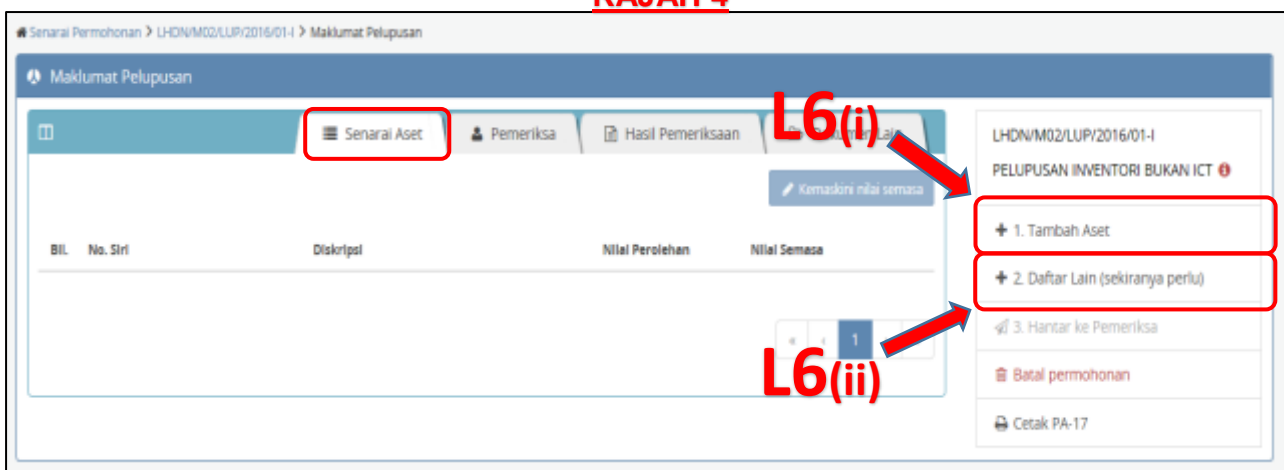 RAJAH 4
Senarai Permohonan > LHDN/M02/LUP/2016/01-I > Maklumat Pelupusan
Maklumat Pelupusan
Senarai Aset
Pemeriksa
Hasil Pemeriksaan
L6(i)
Kemaskini nilai semasa
Bil. No. Siri Diskripsi Nilai Perolehan Nilai Semasa
1
L6(ii)
LHDN/M02/LUP/2016/01-I
PELUPUSAN INVENTORI BUKAN ICT
1. Tambah Aset
2. Daftar Lain (sekiranya perlu)
3. Hantar ke Pemeriksa
Batal permohonan
Cetak PA-17